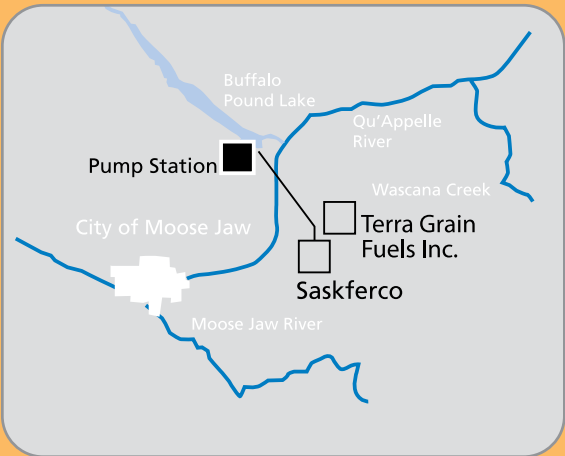 Buffalo
Pound Lake
Qu'Appelle
River
Pump Station
Wascana Creek
City of Moose Jaw
Terra Grain
Fuels Inc.
Saskferco
Moose Jaw River